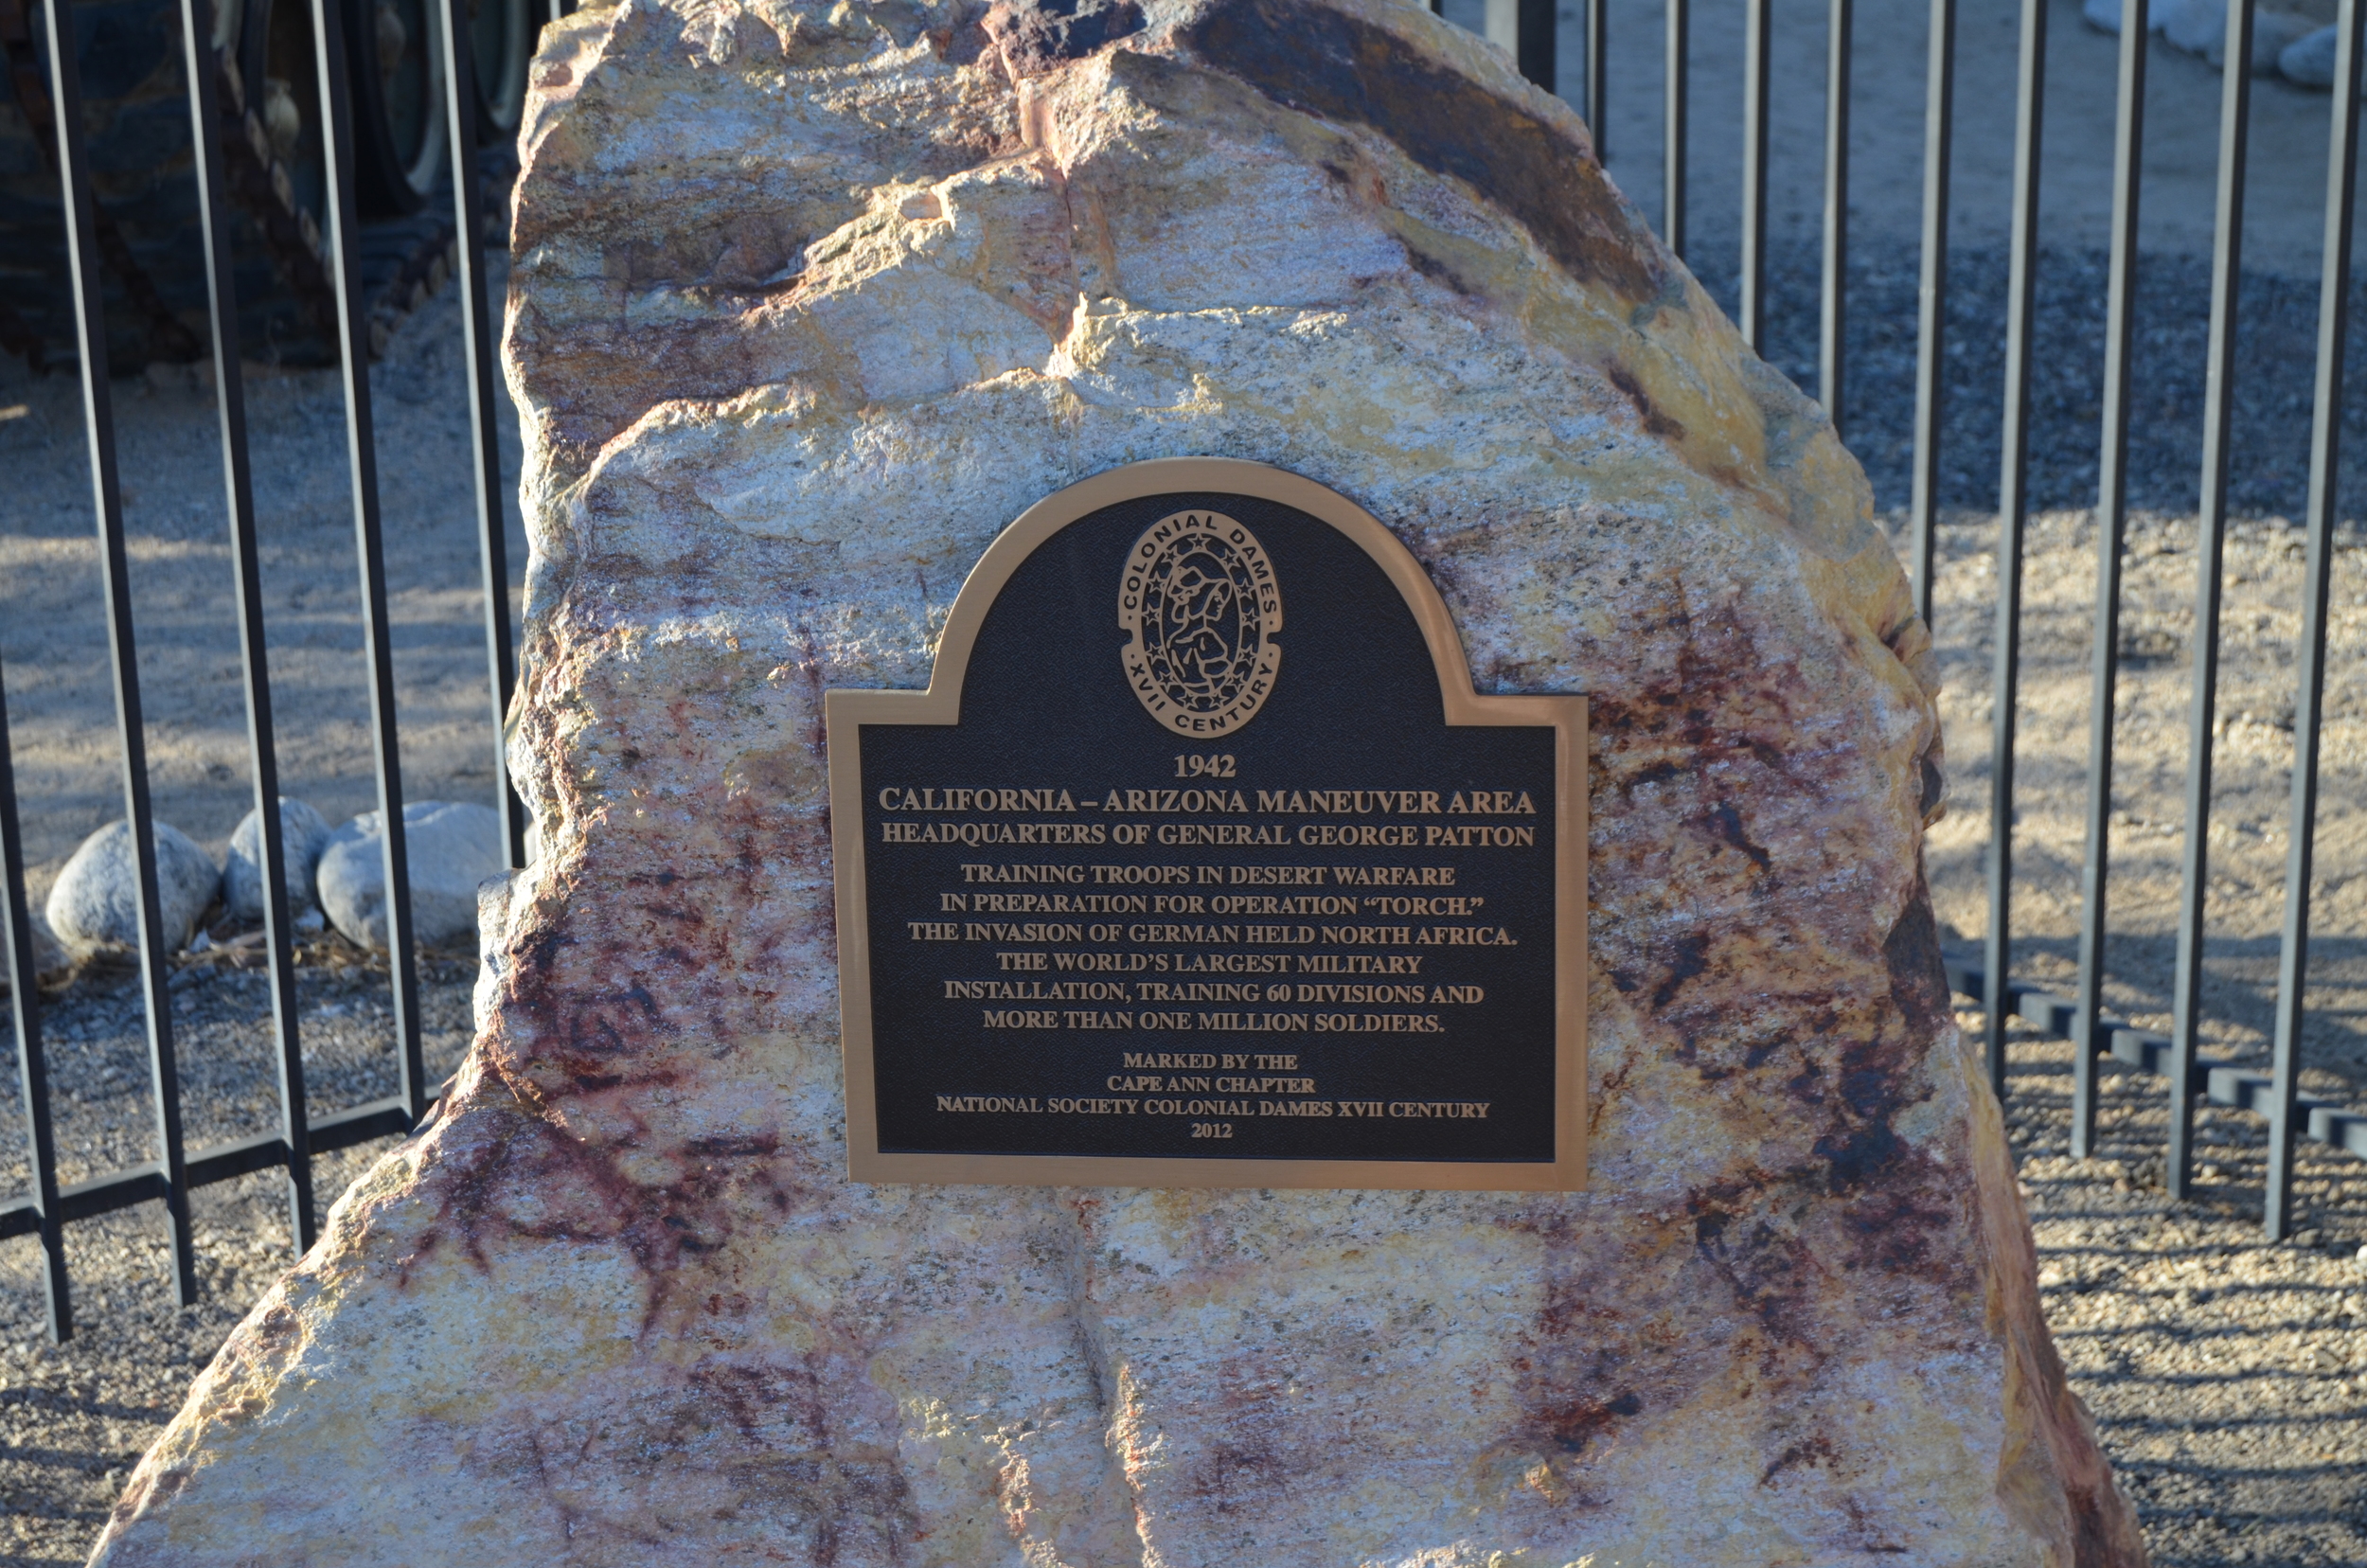 COLONIAL DAMES
XVII CENTURY
1942
CALIFORNIA – ARIZONA MANEUVER AREA
HEADQUARTERS OF GENERAL GEORGE PATTON
TRAINING TROOPS IN DESERT WARFARE
IN PREPARATION FOR OPERATION “TORCH.”
THE INVASION OF GERMAN HELD NORTH AFRICA.
THE WORLD’S LARGEST MILITARY
INSTALLATION, TRAINING 60 DIVISIONS AND
MORE THAN ONE MILLION SOLDIERS.
MARKED BY THE
CAPE ANN CHAPTER
NATIONAL SOCIETY COLONIAL DAMES XVII CENTURY
2012